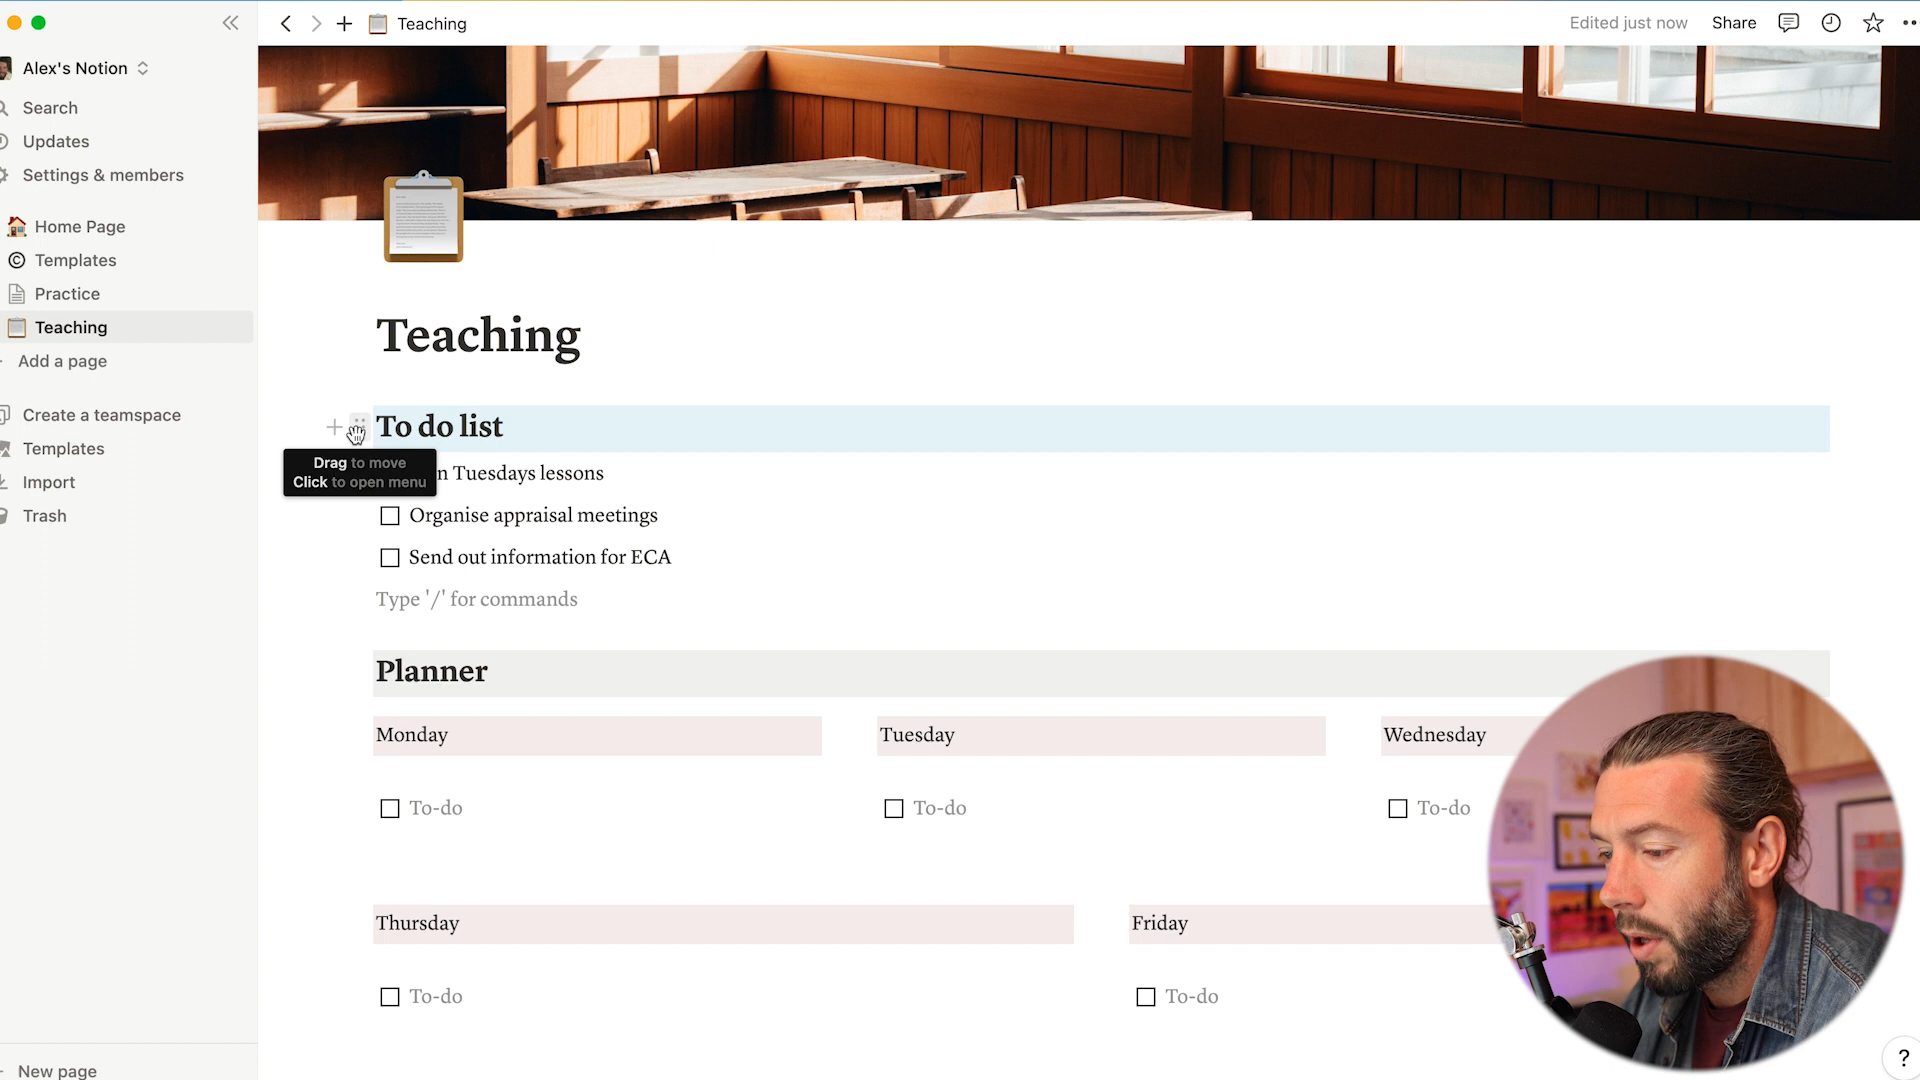 Teaching
Edited just now
Share
Alex's Notion
Search
Updates
Settings & members
Home Page
Templates
Practice
Teaching
Add a page
Create a teamspace
Templates
Import
Trash
New page
Teaching
To do list
Drag to move
Click to open menu
n Tuesdays lessons
Organise appraisal meetings
Send out information for ECA
Type '/' for commands
Planner
Monday
Tuesday
Wednesday
To-do
To-do
To-do
Thursday
Friday
To-do
To-do
?